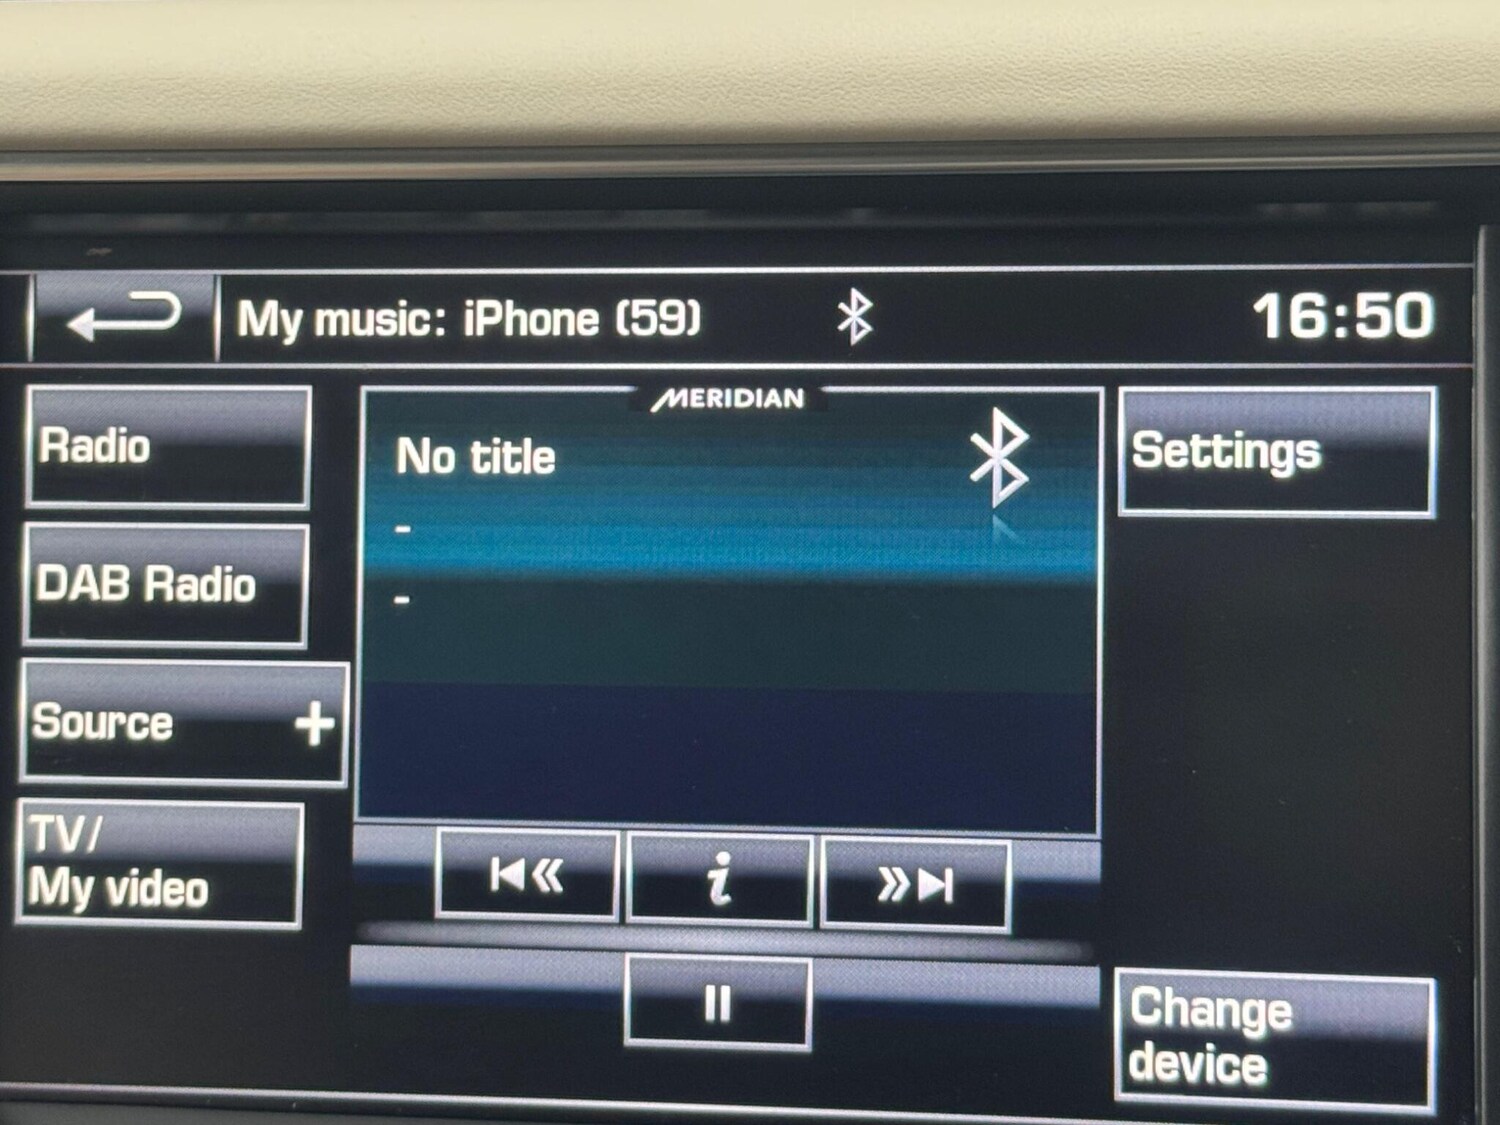 My music: iPhone (59)
16:50
Radio
DAB Radio
Source +
TV/
My video
MERIDIAN
No title
-
-
i
Settings
Change
device